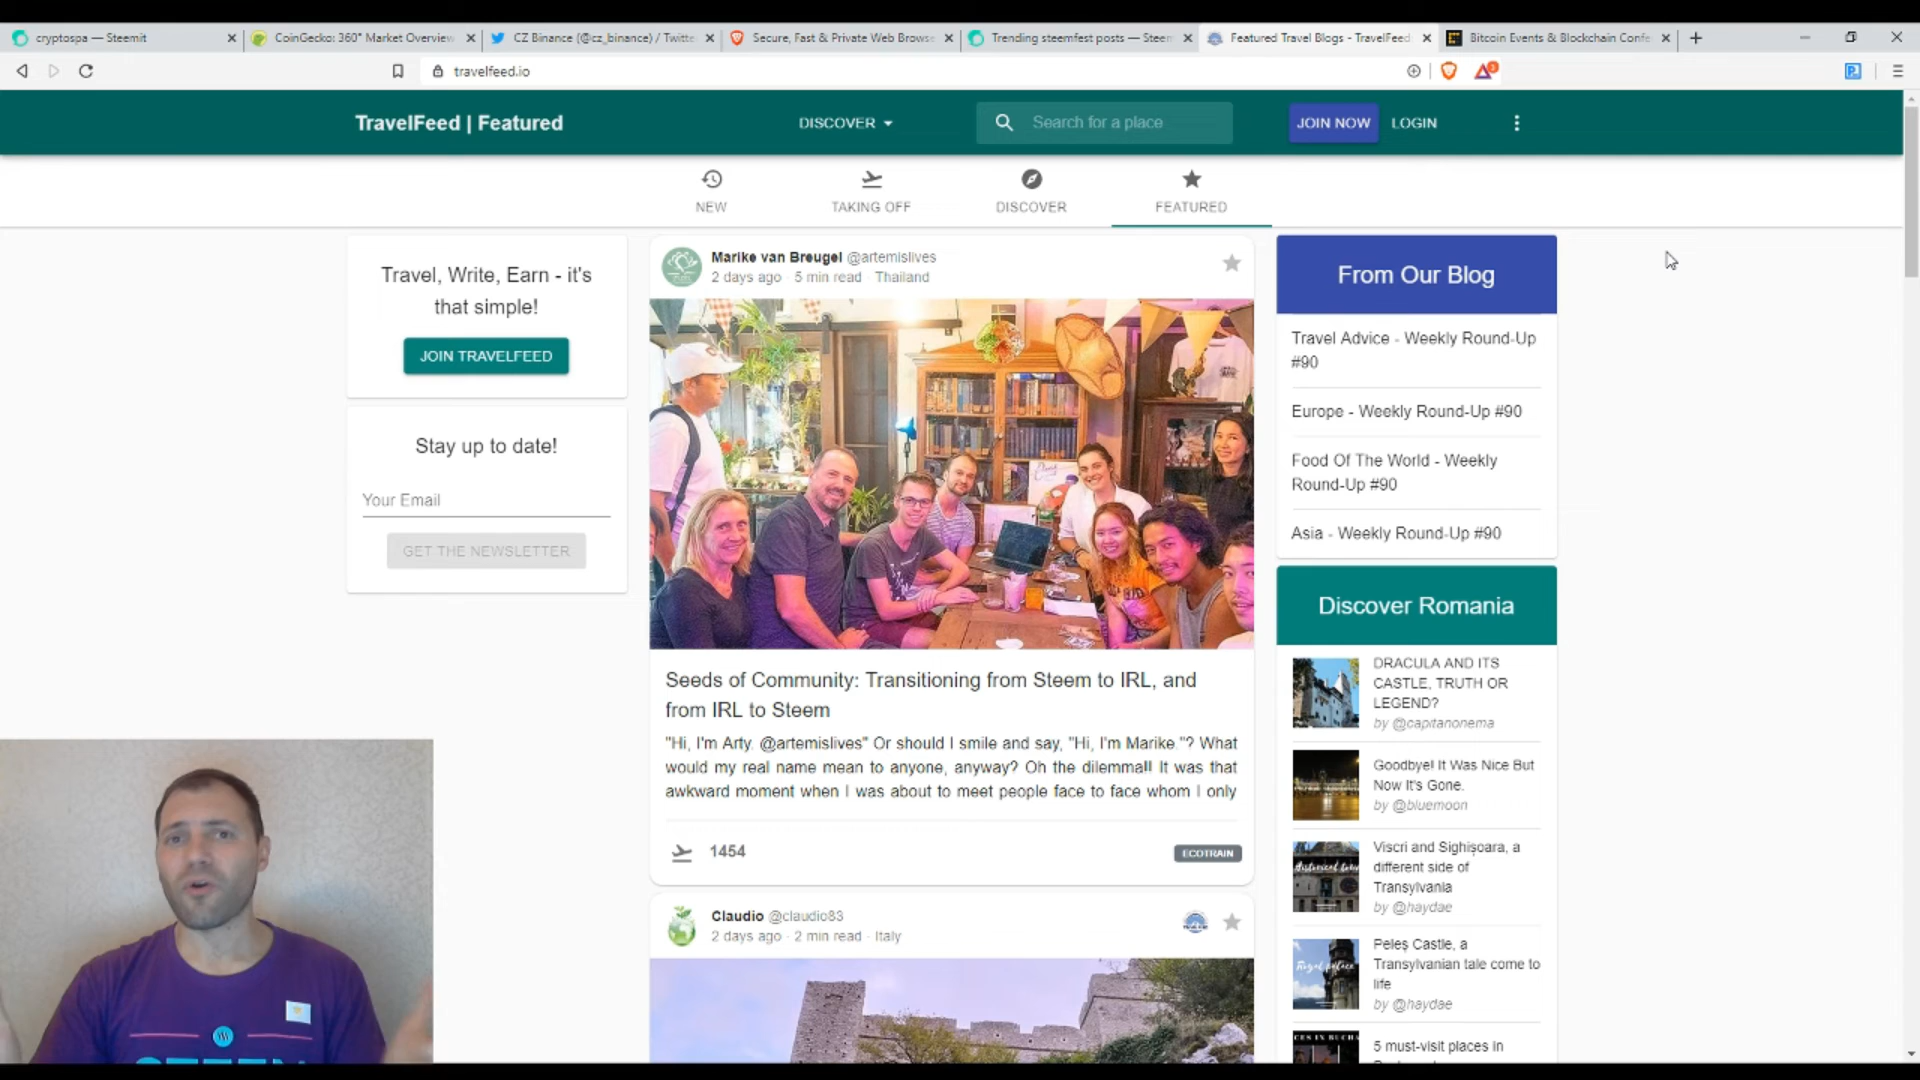 cryptospa — Steemit
CoinGecko: 360° Market Overview
CZ Binance (@cz_binance) / Twitte
Secure, Fast & Private Web Browse
Trending steemfest posts — Steem
Featured Travel Blogs - TravelFeed
Bitcoin Events & Blockchain Confe
travelfeed.io
TravelFeed | Featured
DISCOVER
Search for a place
JOIN NOW
LOGIN
NEW
TAKING OFF
DISCOVER
FEATURED
Travel, Write, Earn - it's
that simple!
JOIN TRAVELFEED
Stay up to date!
Your Email
GET THE NEWSLETTER
Marike van Breugel @artemislives
2 days ago · 5 min read · Thailand
Seeds of Community: Transitioning from Steem to IRL, and
from IRL to Steem
"Hi, I'm Arty. @artemislives" Or should I smile and say, "Hi, I'm Marike."? What
would my real name mean to anyone, anyway? Oh the dilemma!! It was that
awkward moment when I was about to meet people face to face whom I only
1454
ECOTRAIN
Claudio @claudio83
2 days ago · 2 min read · Italy
From Our Blog
Travel Advice - Weekly Round-Up
#90
Europe - Weekly Round-Up #90
Food Of The World - Weekly
Round-Up #90
Asia - Weekly Round-Up #90
Discover Romania
DRACULA AND ITS
CASTLE, TRUTH OR
LEGEND?
by @capitanonema
Goodbye! It Was Nice But
Now It's Gone.
by @bluemoon
Viscri and Sighișoara, a
different side of
Transylvania
by @haydae
Peleș Castle, a
Transylvanian tale come to
life
by @haydae
5 must-visit places in